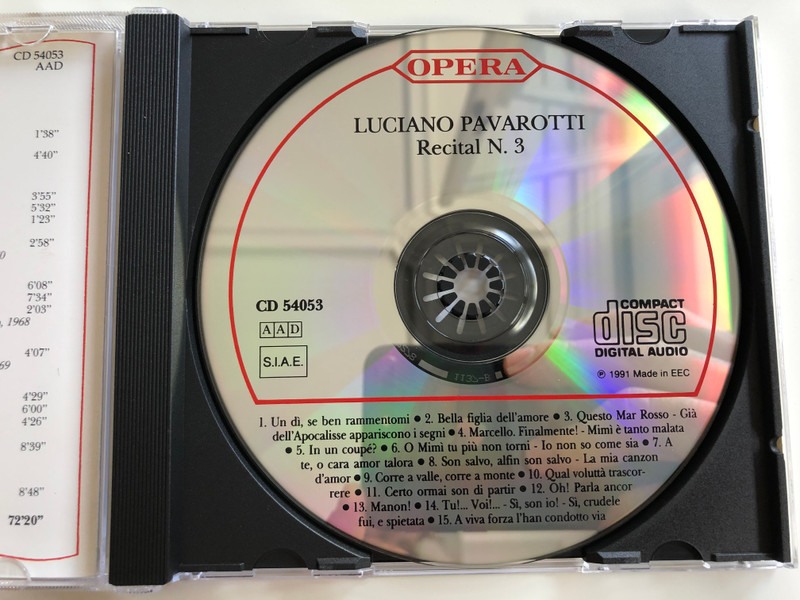 CD 54053
AAD
1'38"
4'40"
3'55"
5'32"
1'23"
2'58"
6'08"
7'34"
2'03"
, 1968
4'07"
69
4'29"
6'00"
4'26"
8'39"
8'48"
72'20"
OPERA
LUCIANO PAVAROTTI
Recital N. 3
CD 54053
AAD
S.I.A.E.
COMPACT
disc
DIGITAL AUDIO
℗ 1991 Made in EEC
1. Un dì, se ben rammentomi ● 2. Bella figlia dell'amore ● 3. Questo Mar Rosso - Già
dell'Apocalisse appariscono i segni ● 4. Marcello. Finalmente! - Mimì è tanto malata
● 5. In un coupé? ● 6. O Mimì tu più non torni - Io non so come sia ● 7. A
te, o cara amor talora ● 8. Son salvo, alfin son salvo - La mia canzon
d'amor ● 9. Corre a valle, corre a monte ● 10. Qual voluttà trascor-
rere ● 11. Certo ormai son di partir ● 12. Oh! Parla ancor
● 13. Manon! ● 14. Tu!... Voi!... - Sì, son io! - Sì, crudele
fui, e spietata ● 15. A viva forza l'han condotto via